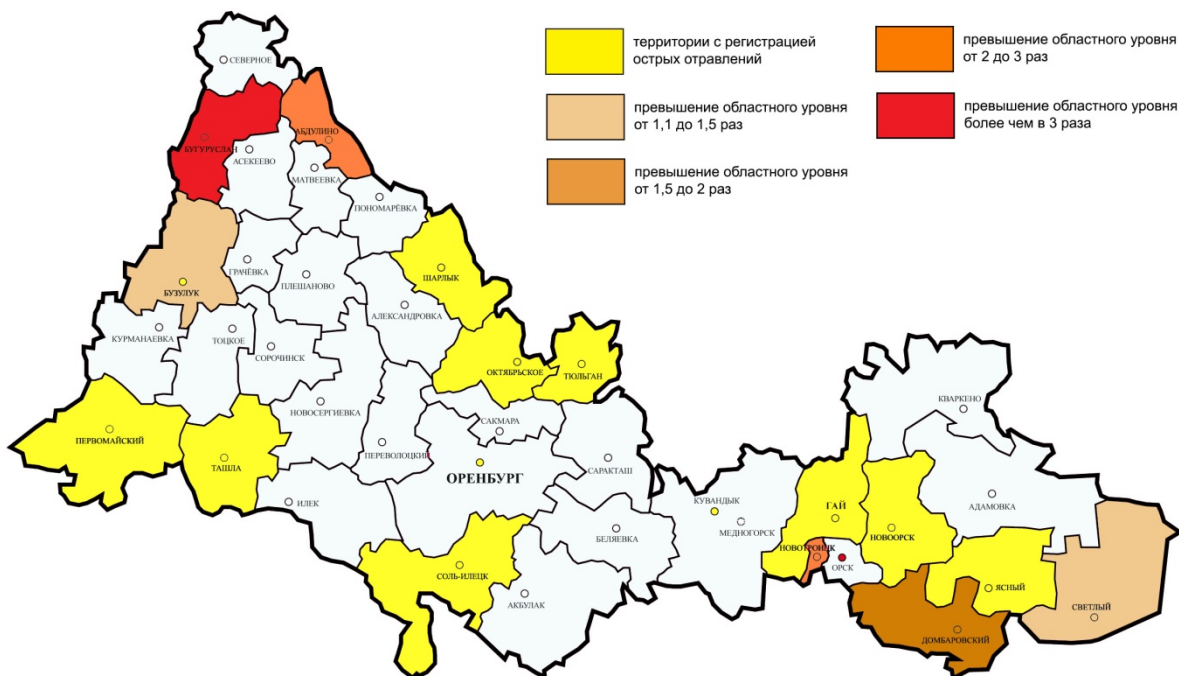 территории с регистрацией
острых отравлений
превышение областного уровня
от 1,1 до 1,5 раз
превышение областного уровня
от 1,5 до 2 раз
превышение областного уровня
от 2 до 3 раз
превышение областного уровня
более чем в 3 раза
СЕВЕРНОЕ
АБДУЛИНО
БУГУРУСЛАН
АСЕКЕЕВО
МАТВЕЕВКА
ПОНОМАРЁВКА
ГРАЧЁВКА
ШАРЛЫК
ПЛЕШАНОВО
БУЗУЛУК
АЛЕКСАНДРОВКА
КУРМАНАЕВКА
ТОЦКОЕ
СОРОЧИНСК
ОКТЯБРЬСКОЕ
ТЮЛЬГАН
КВАРКЕНО
НОВОСЕРГИЕВКА
САКМАРА
ПЕРВОМАЙСКИЙ
ПЕРЕВОЛОЦКИЙ
ТАШЛА
САРАКТАШ
ОРЕНБУРГ
ИЛЕК
КУВАНДЫК
ГАЙ
АДАМОВКА
МЕДНОГОРСК
БЕЛЯЕВКА
НОВООРСК
НОВОТРОИЦК
ОРСК
СОЛЬ-ИЛЕЦК
ЯСНЫЙ
АКБУЛАК
СВЕТЛЫЙ
ДОМБАРОВСКИЙ